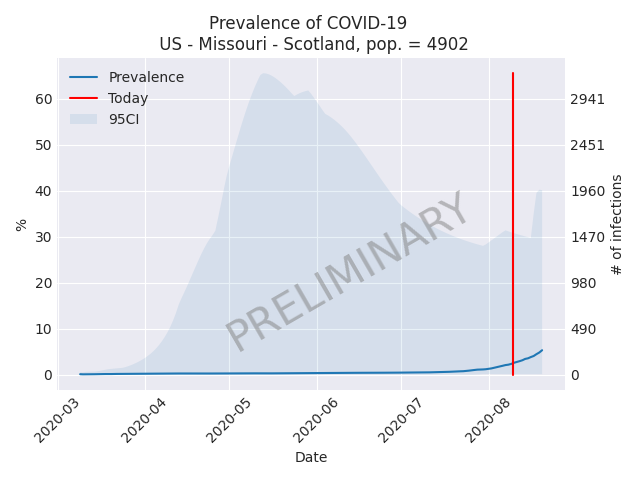 Prevalence of COVID-19
US - Missouri - Scotland, pop. = 4902
Prevalence
Today
95CI
60
50
40
30
20
10
0
%
2941
2451
1960
1470
980
490
0
# of infections
PRELIMINARY
2020-03
2020-04
2020-05
2020-06
2020-07
2020-08
Date